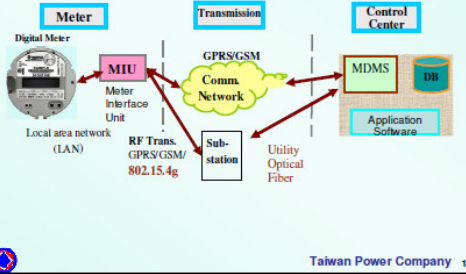 Meter
Transmission
Control
Center
Digital Meter
MIU
Meter
Interface
Unit
Local area network
(LAN)
GPRS/GSM
Comm.
Network
RF Trans.
GPRS/GSM/
802.15.4g
Sub-
station
Utility
Optical
Fiber
MDMS
DB
Application
Software
Taiwan Power Company
1